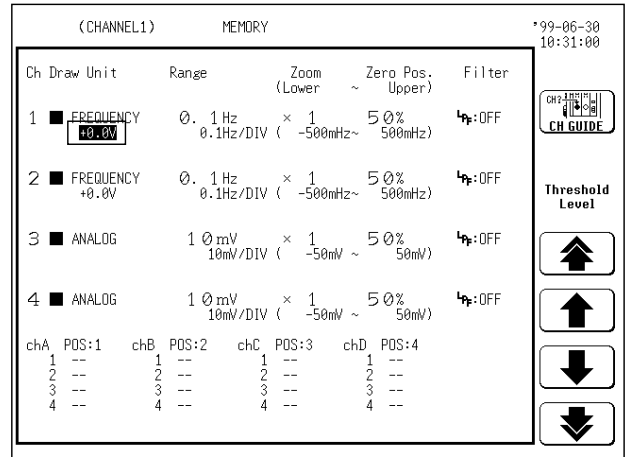 (CHANNEL1) MEMORY '99-06-30
10:31:00
Ch Draw Unit Range Zoom Zero Pos. Filter
(Lower ~ Upper)
1 FREQUENCY 0. 1Hz × 1 50% LPF:OFF
+0.0V 0.1Hz/DIV ( -500mHz~ 500mHz)
2 FREQUENCY 0. 1Hz × 1 50% LPF:OFF
+0.0V 0.1Hz/DIV ( -500mHz~ 500mHz)
3 ANALOG 10mV × 1 50% LPF:OFF
10mV/DIV ( -50mV ~ 50mV)
4 ANALOG 10mV × 1 50% LPF:OFF
10mV/DIV ( -50mV ~ 50mV)
chA POS:1 chB POS:2 chC POS:3 chD POS:4
1 -- 1 -- 1 -- 1 --
2 -- 2 -- 2 -- 2 --
3 -- 3 -- 3 -- 3 --
4 -- 4 -- 4 -- 4 --
CH?
CH GUIDE
Threshold
Level